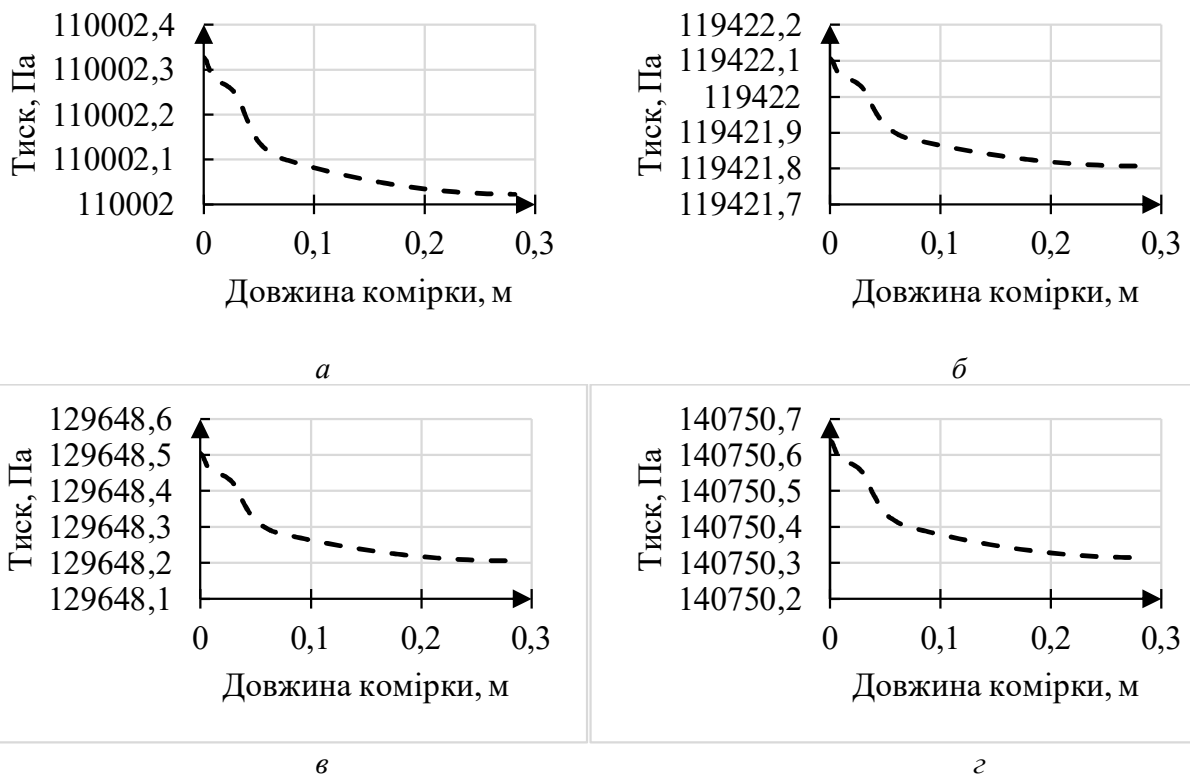 Тиск, Па
110002,4
110002,3
110002,2
110002,1
110002
0 0,1 0,2 0,3
Довжина комірки, м
а
Тиск, Па
119422,2
119422,1
119422
119421,9
119421,8
119421,7
0 0,1 0,2 0,3
Довжина комірки, м
б
Тиск, Па
129648,6
129648,5
129648,4
129648,3
129648,2
129648,1
0 0,1 0,2 0,3
Довжина комірки, м
в
Тиск, Па
140750,7
140750,6
140750,5
140750,4
140750,3
140750,2
0 0,1 0,2 0,3
Довжина комірки, м
г